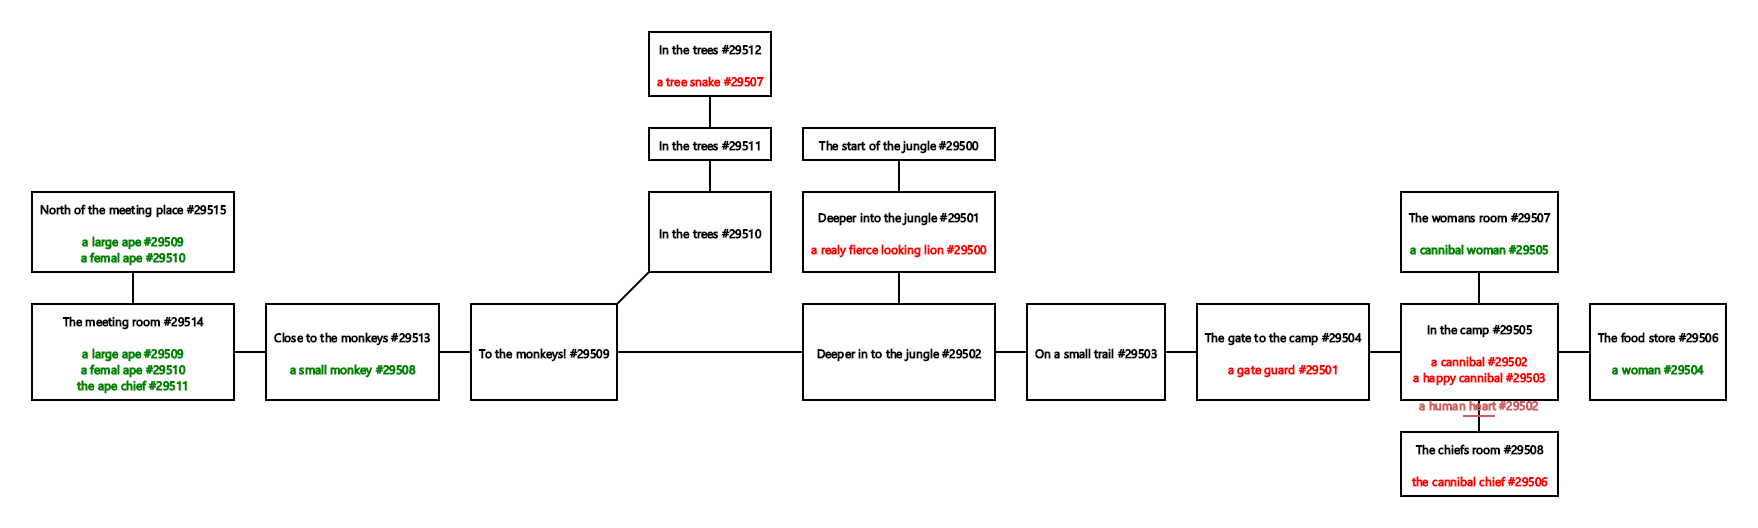 In the trees #29512
a tree snake #29507
In the trees #29511
The start of the jungle #29500
North of the meeting place #29515
a large ape #29509
a femal ape #29510
In the trees #29510
Deeper into the jungle #29501
a realy fierce looking lion #29500
The womans room #29507
a cannibal woman #29505
The meeting room #29514
a large ape #29509
a femal ape #29510
the ape chief #29511
Close to the monkeys #29513
a small monkey #29508
To the monkeys! #29509
Deeper in to the jungle #29502
On a small trail #29503
The gate to the camp #29504
a gate guard #29501
In the camp #29505
a cannibal #29502
a happy cannibal #29503
The food store #29506
a woman #29504
a human heart #29502
The chiefs room #29508
the cannibal chief #29506